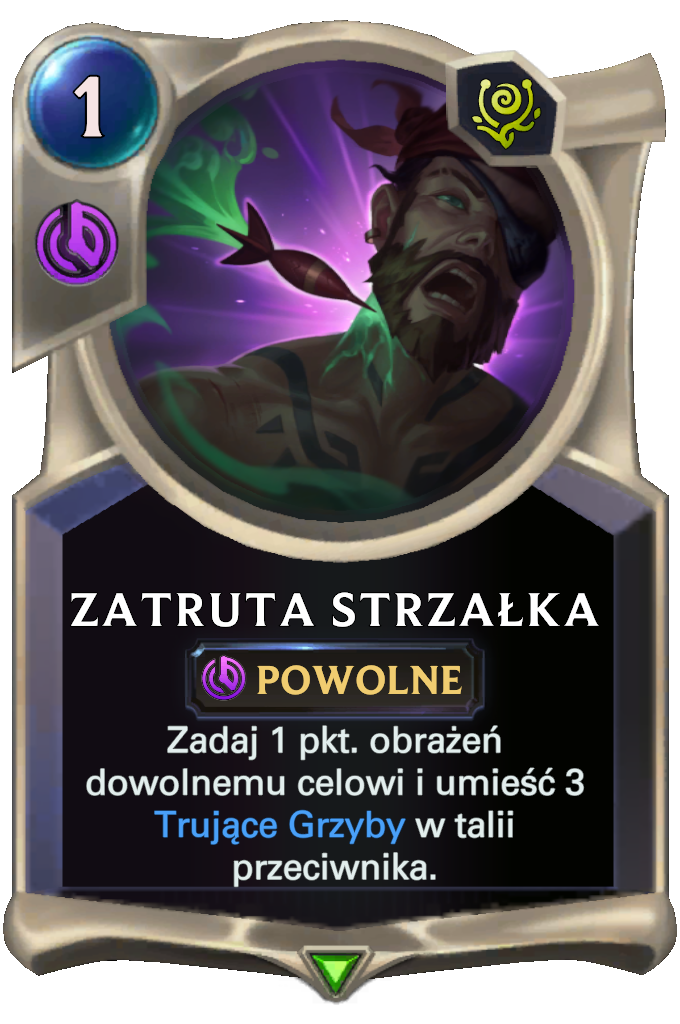 1
ZATRUTA STRZAŁKA
POWOLNE
Zadaj 1 pkt. obrażeń
dowolnemu celowi i umieść 3
Trujące Grzyby w talii
przeciwnika.